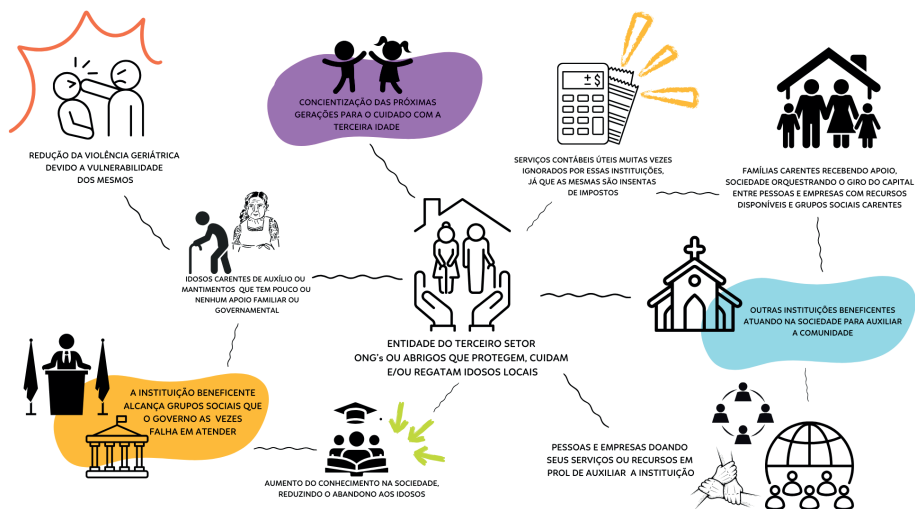 CONCIENTIZAÇÃO DAS PRÓXIMAS
GERAÇÕES PARA O CUIDADO COM A
TERCEIRA IDADE
± $
REDUÇÃO DA VIOLÊNCIA GERIÁTRICA
DEVIDO A VULNERABILIDADE
DOS MESMOS
SERVIÇOS CONTÁBEIS ÚTEIS MUITAS VEZES
IGNORADOS POR ESSAS INSTITUIÇÕES,
JÁ QUE AS MESMAS SÃO INSENTAS
DE IMPOSTOS
FAMÍLIAS CARENTES RECEBENDO APOIO,
SOCIEDADE ORQUESTRANDO O GIRO DO CAPITAL
ENTRE PESSOAS E EMPRESAS COM RECURSOS
DISPONÍVEIS E GRUPOS SOCIAIS CARENTES
IDOSOS CARENTES DE AUXÍLIO OU
MANTIMENTOS QUE TEM POUCO OU
NENHUM APOIO FAMILIAR OU
GOVERNAMENTAL
OUTRAS INSTITUIÇÕES BENEFICENTES
ATUANDO NA SOCIEDADE PARA AUXILIAR
A COMUNIDADE
ENTIDADE DO TERCEIRO SETOR
ONG's OU ABRIGOS QUE PROTEGEM, CUIDAM
E/OU REGATAM IDOSOS LOCAIS
A INSTITUIÇÃO BENEFICENTE
ALCANÇA GRUPOS SOCIAIS QUE
O GOVERNO AS VEZES
FALHA EM ATENDER
PESSOAS E EMPRESAS DOANDO
SEUS SERVIÇOS OU RECURSOS EM
PROL DE AUXILIAR A INSTITUIÇÃO
AUMENTO DO CONHECIMENTO NA SOCIEDADE,
REDUZINDO O ABANDONO AOS IDOSOS